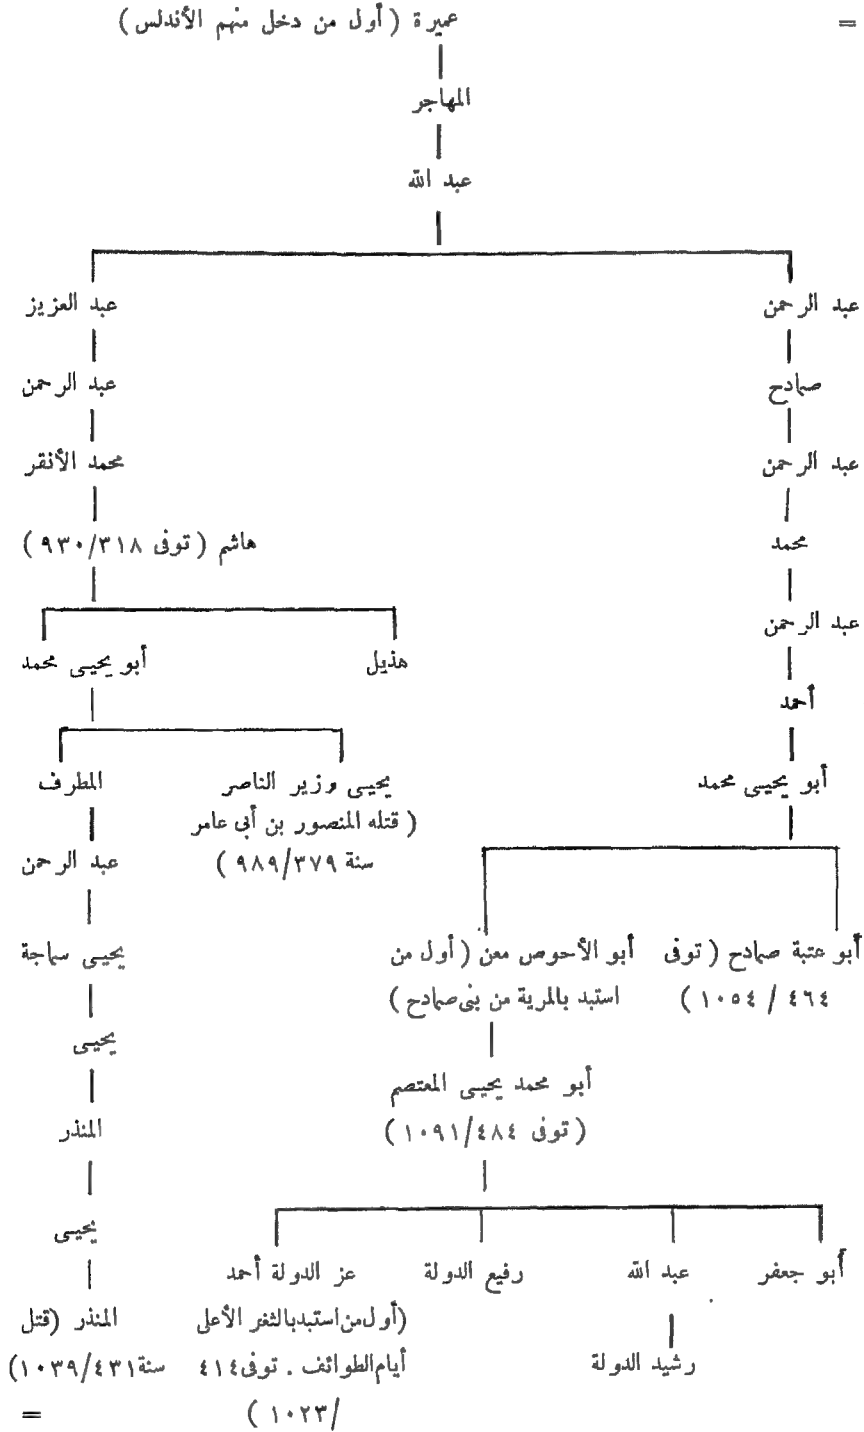 =
عميرة ( أول من دخل منهم الأندلس )
المهاجر
عبد الله
عبد الرحمن عبد العزيز
صمادح عبد الرحمن
عبد الرحمن محمد الأنقر
محمد هاشم ( توفى ٩٣٠/٣١٨ )
عبد الرحمن
هذيل أبو يحيى محمد
أحمد
أبو يحيى محمد يحيى وزير الناصر المطرف
( قتله المنصور بن أبى عامر
سنة ٩٨٩/٣٧٩ ) عبد الرحمن
أبو عتبة صمادح ( توفى أبو الأحوص معن ( أول من يحيى سماجة
٤٦٤ / ١٠٥٤ ) استبد بالمرية من بنى صمادح )
يحيى
أبو محمد يحيى المعتصم
( توفى ١٠٩١/٤٨٤ ) المنذر
يحيى
أبو جعفر عبد الله رفيع الدولة عز الدولة أحمد
(أول من استبد بالثغر الأعلى المنذر (قتل
رشيد الدولة أيام الطوائف . توفى ٤١٤ سنة ١٠٣٩/٤٣١)
/١٠٢٣ ) =